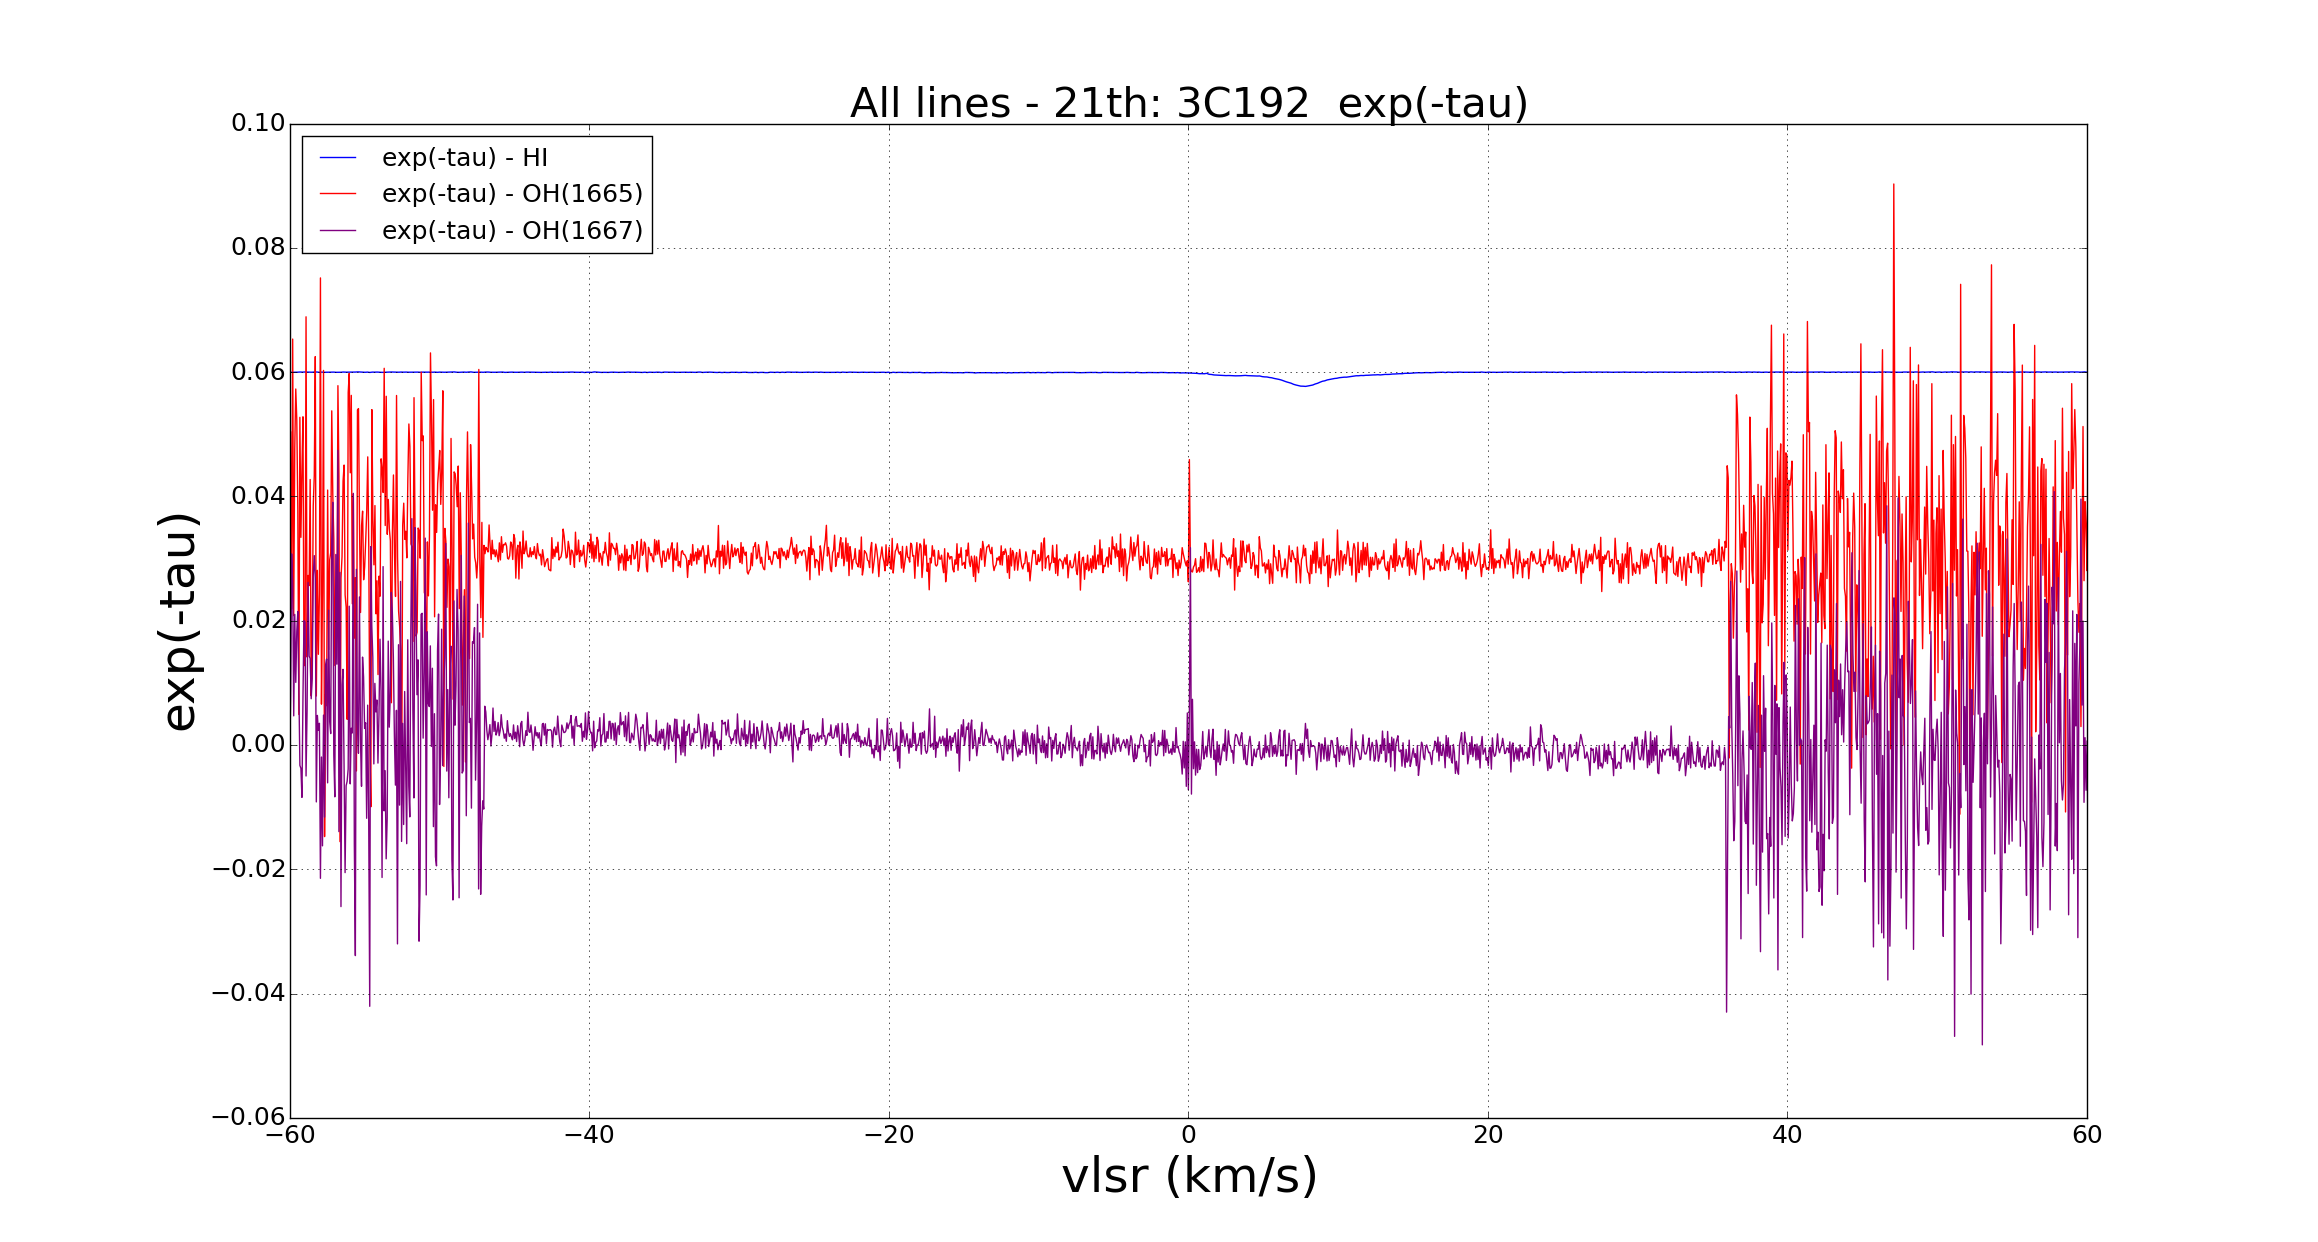 All lines - 21th: 3C192  exp(-tau)
exp(-tau) - HI
exp(-tau) - OH(1665)
exp(-tau) - OH(1667)
0.10
0.08
0.06
0.04
0.02
0.00
−0.02
−0.04
−0.06
exp(-tau)
−60
−40
−20
0
20
40
60
vlsr (km/s)